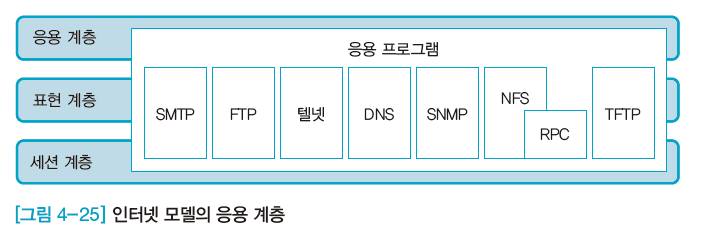 응용 계층
응용 프로그램
표현 계층
SMTP
FTP
텔넷
DNS
SNMP
NFS
RPC
TFTP
세션 계층
[그림 4-25] 인터넷 모델의 응용 계층